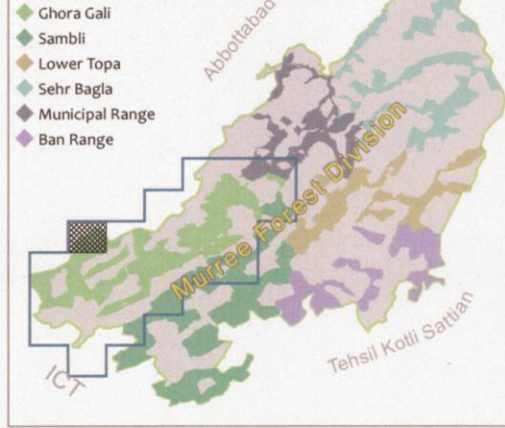 Ghora Gali
Sambli
Lower Topa
Sehr Bagla
Municipal Range
Ban Range
Abbottabad
Murree Forest Division
Tehsil Kotli Sattian
ICT